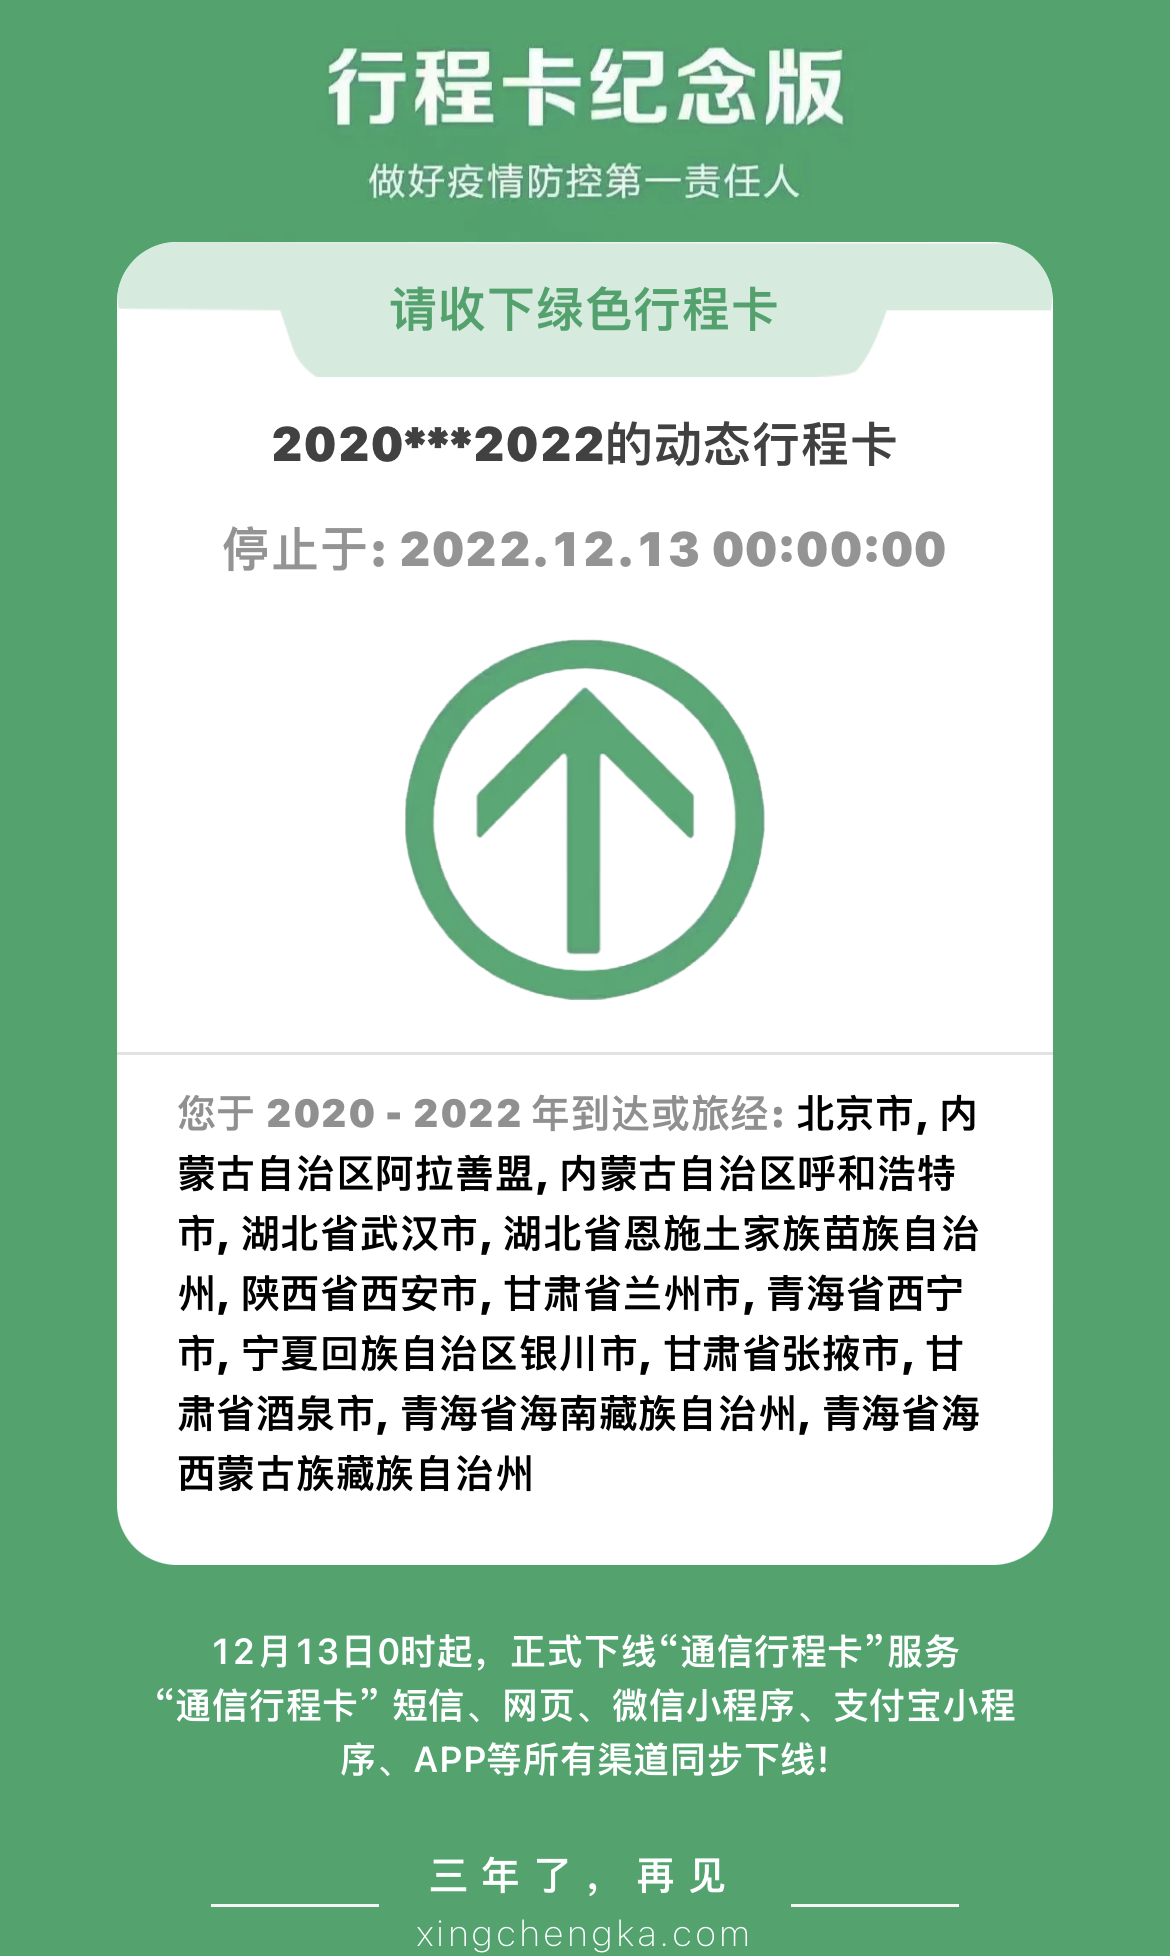 行程卡纪念版
做好疫情防控第一责任人
请收下绿色行程卡
2020***2022的动态行程卡
停止于: 2022.12.13 00:00:00
您于 2020 - 2022 年到达或旅经: 北京市, 内
蒙古自治区阿拉善盟, 内蒙古自治区呼和浩特
市, 湖北省武汉市, 湖北省恩施土家族苗族自治
州, 陕西省西安市, 甘肃省兰州市, 青海省西宁
市, 宁夏回族自治区银川市, 甘肃省张掖市, 甘
肃省酒泉市, 青海省海南藏族自治州, 青海省海
西蒙古族藏族自治州
12月13日0时起，正式下线“通信行程卡”服务
“通信行程卡” 短信、网页、微信小程序、支付宝小程
序、APP等所有渠道同步下线!
三年了，再见
xingchengka.com